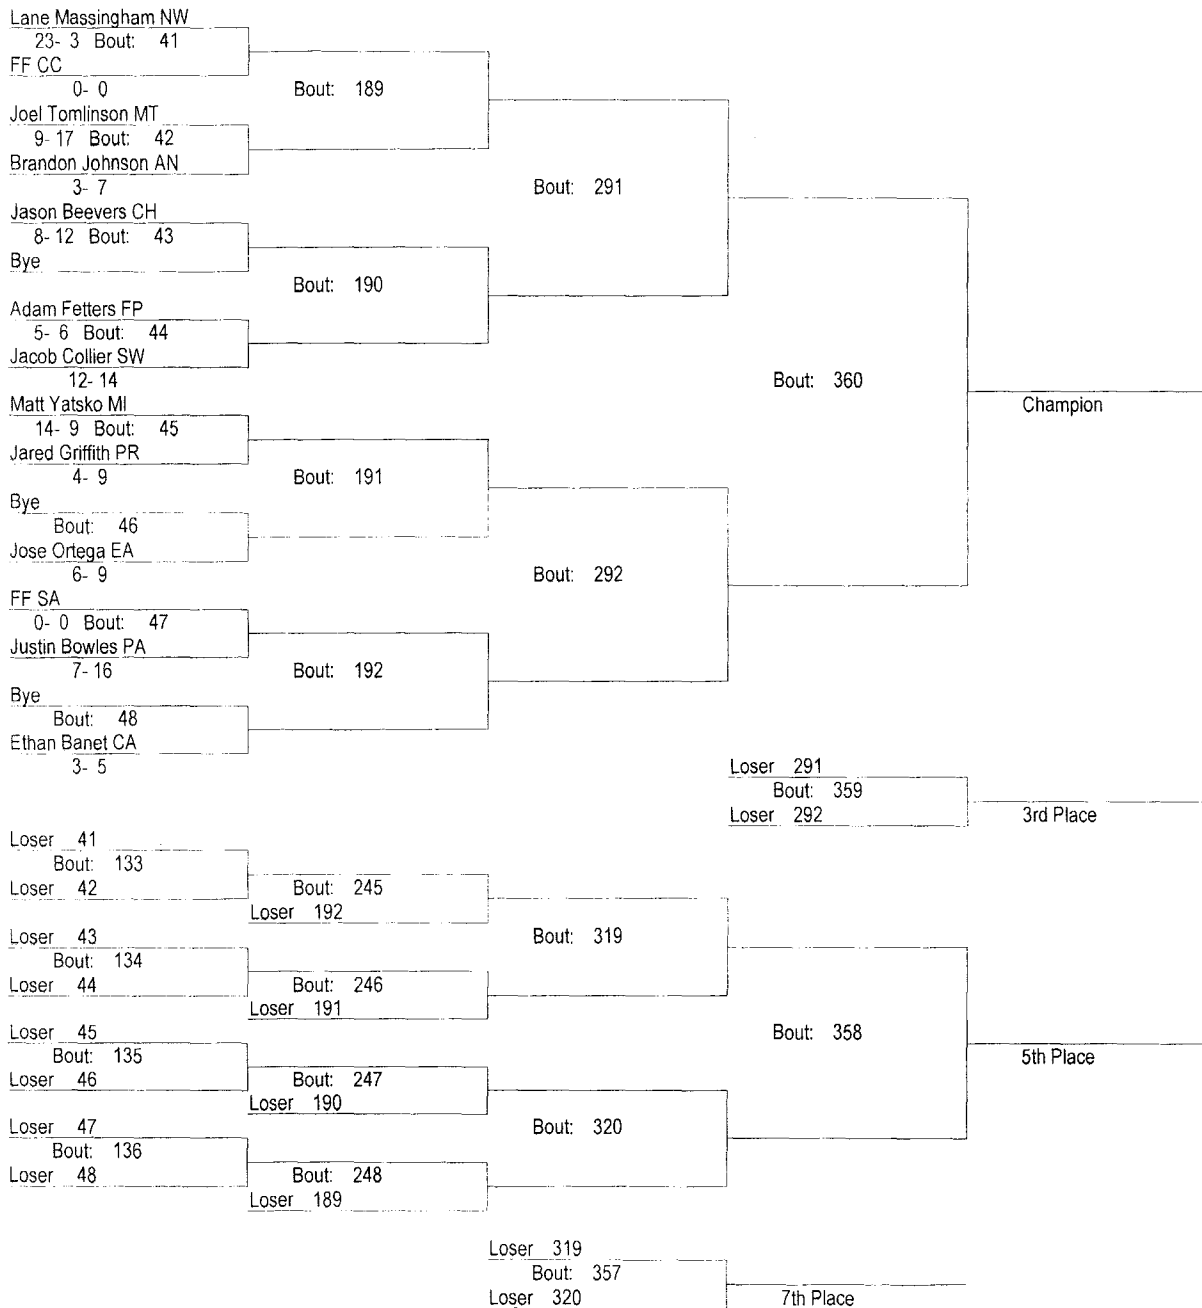 Lane Massingham NW
23- 3 Bout: 41
FF CC
0- 0
Bout: 189
Joel Tomlinson MT
9- 17 Bout: 42
Brandon Johnson AN
3- 7
Bout: 291
Jason Beevers CH
8- 12 Bout: 43
Bye
Bout: 190
Adam Fetters FP
5- 6 Bout: 44
Jacob Collier SW
12- 14
Bout: 360
Champion
Matt Yatsko MI
14- 9 Bout: 45
Jared Griffith PR
4- 9
Bout: 191
Bye
Bout: 46
Jose Ortega EA
6- 9
Bout: 292
FF SA
0- 0 Bout: 47
Justin Bowles PA
7- 16
Bout: 192
Bye
Bout: 48
Ethan Banet CA
3- 5
Loser 291
Bout: 359
Loser 292
3rd Place
Loser 41
Bout: 133
Loser 42
Bout: 245
Loser 192
Bout: 319
Loser 43
Bout: 134
Loser 44
Bout: 246
Loser 191
Bout: 358
5th Place
Loser 45
Bout: 135
Loser 46
Bout: 247
Loser 190
Bout: 320
Loser 47
Bout: 136
Loser 48
Bout: 248
Loser 189
Loser 319
Bout: 357
Loser 320
7th Place